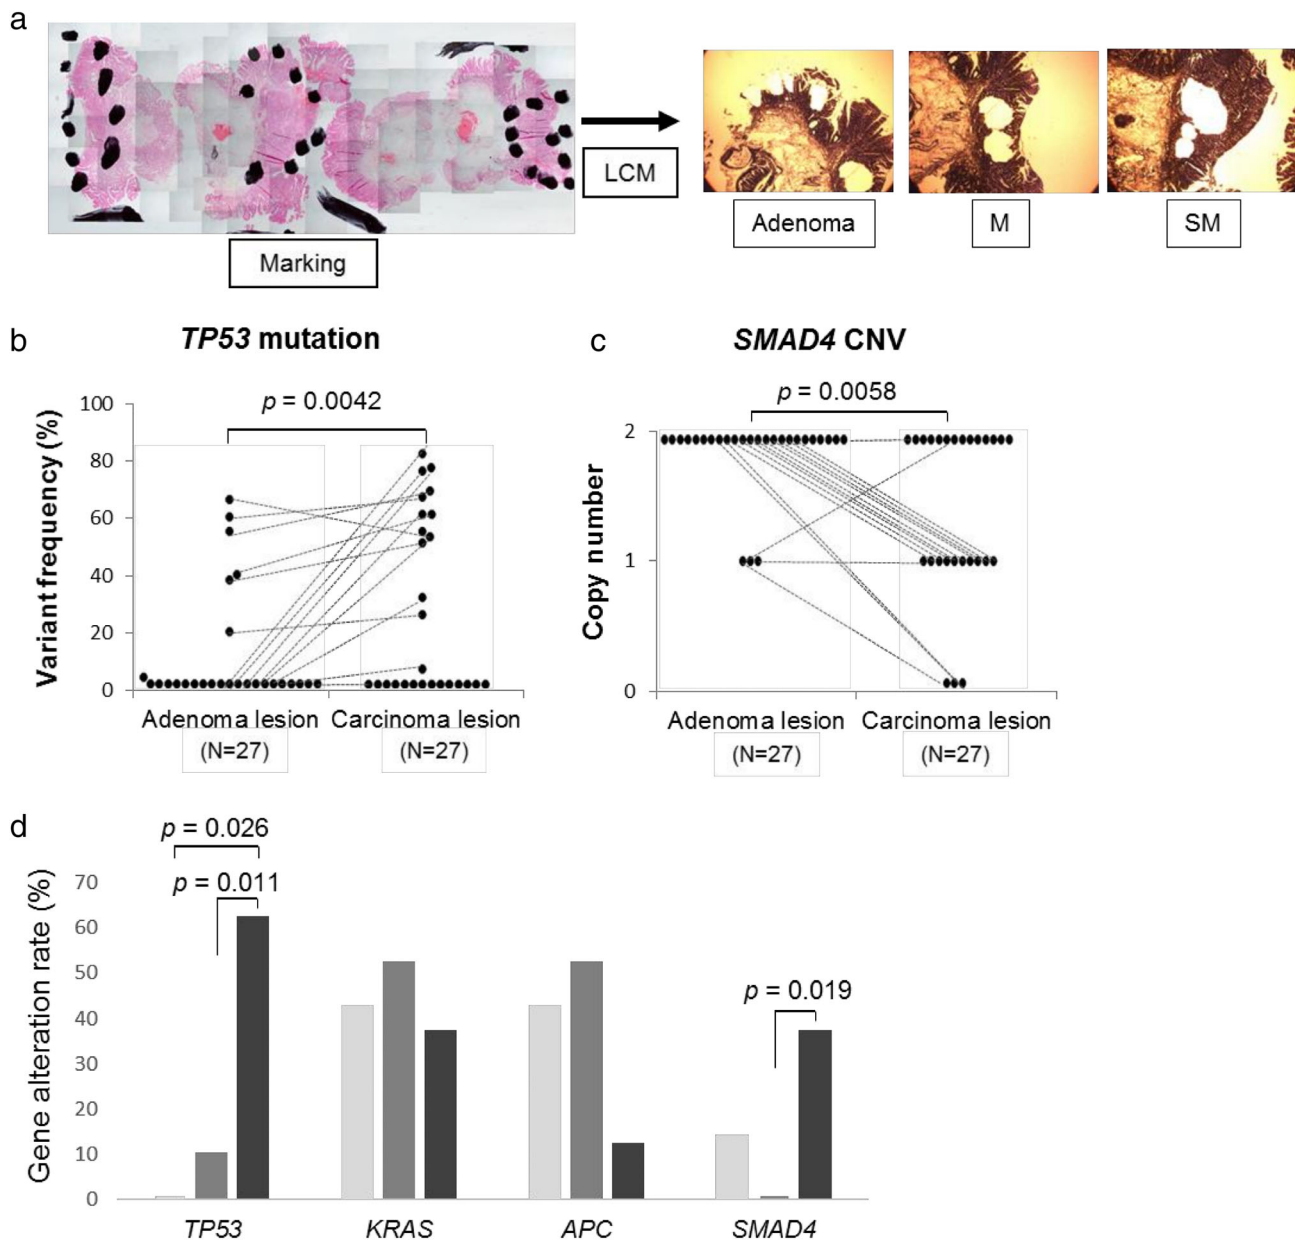 a
Marking
LCM
Adenoma
M
SM
b
TP53 mutation
p = 0.0042
Variant frequency (%)
100
80
60
40
20
0
Adenoma lesion
Carcinoma lesion
(N=27)
(N=27)
c
SMAD4 CNV
p = 0.0058
Copy number
2
1
0
Adenoma lesion
Carcinoma lesion
(N=27)
(N=27)
d
p = 0.026
p = 0.011
p = 0.019
Gene alteration rate (%)
70
60
50
40
30
20
10
0
TP53
KRAS
APC
SMAD4